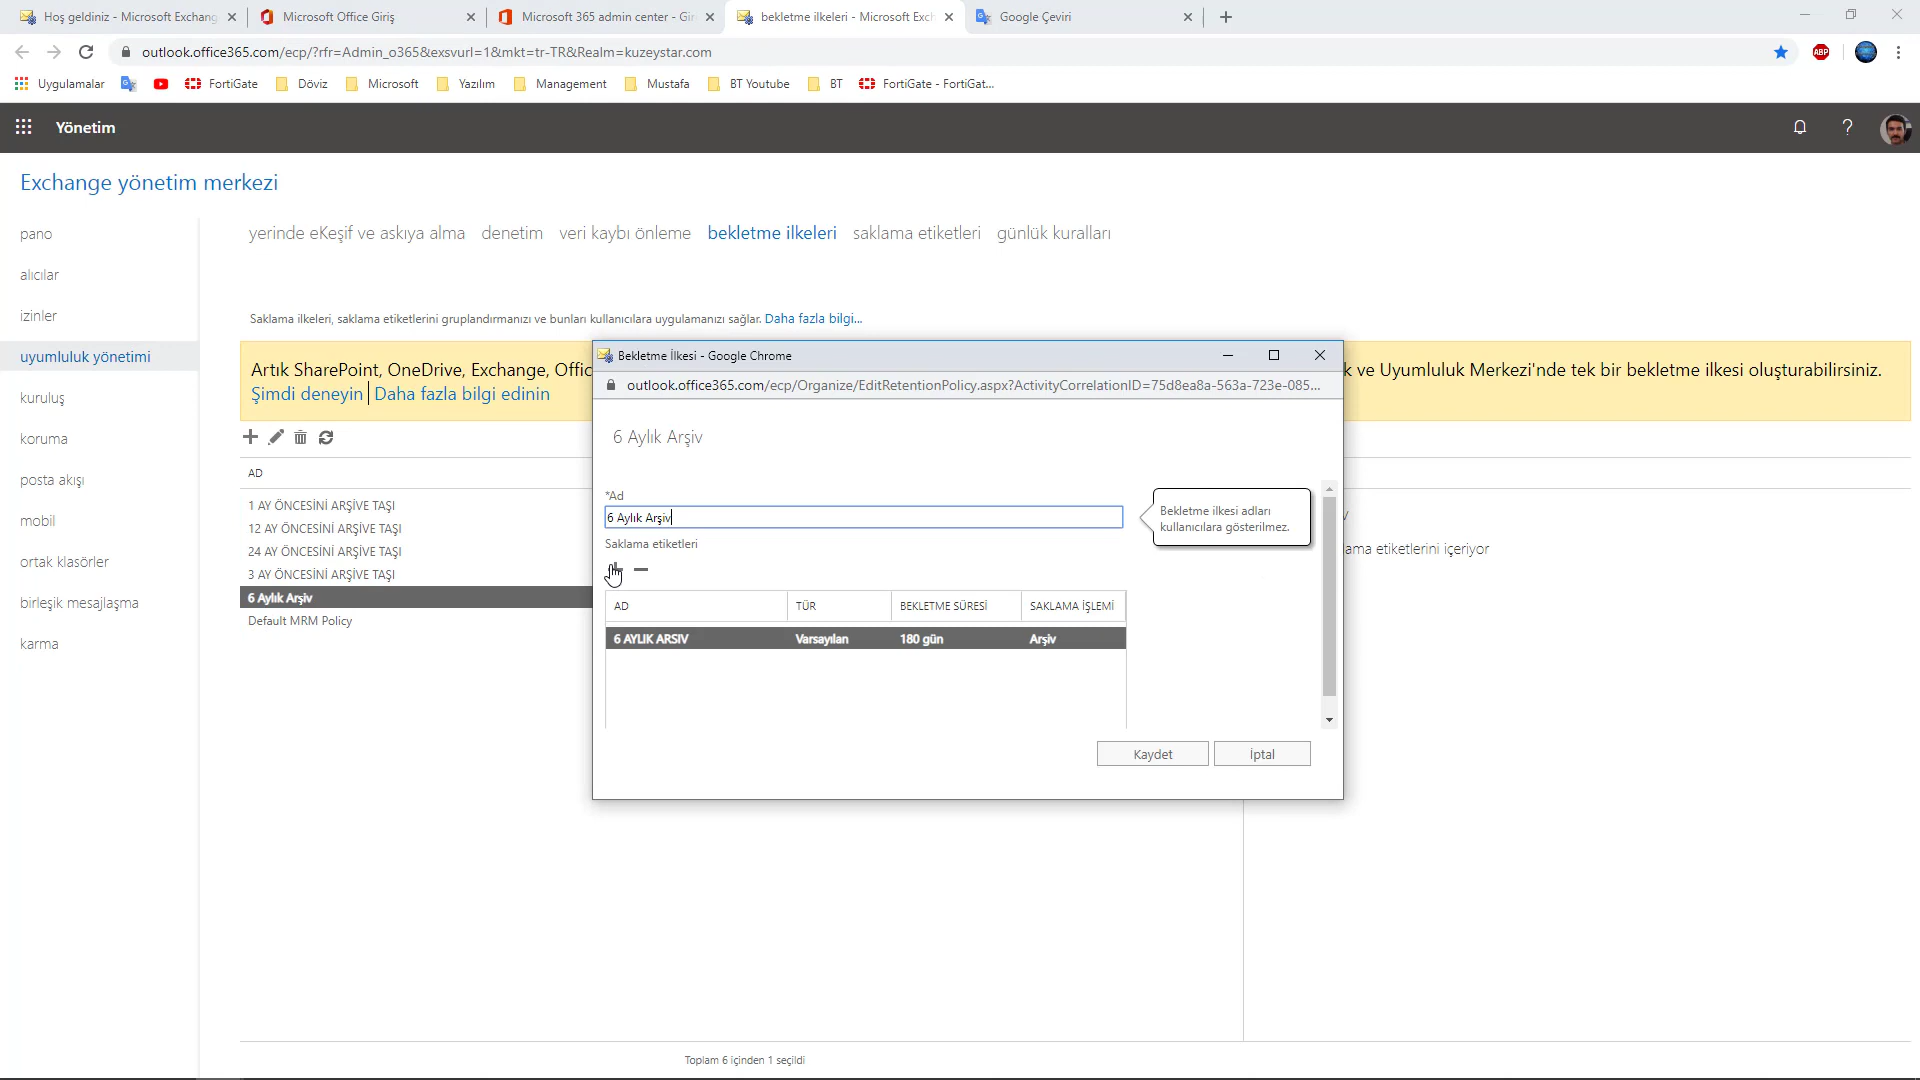 Hoş geldiniz - Microsoft Exchang
Microsoft Office Giriş
Microsoft 365 admin center - Gir
bekletme ilkeleri - Microsoft Exch
Google Çeviri
outlook.office365.com/ecp/?rfr=Admin_o365&exsvurl=1&mkt=tr-TR&Realm=kuzeystar.com
ABP
Uygulamalar
FortiGate
Döviz
Microsoft
Yazılım
Management
Mustafa
BT Youtube
BT
FortiGate - FortiGat...
Yönetim
?
Exchange yönetim merkezi
pano
alıcılar
izinler
uyumluluk yönetimi
kuruluş
koruma
posta akışı
mobil
ortak klasörler
birleşik mesajlaşma
karma
yerinde eKeşif ve askıya alma
denetim
veri kaybı önleme
bekletme ilkeleri
saklama etiketleri
günlük kuralları
Saklama ilkeleri, saklama etiketlerini gruplandırmanızı ve bunları kullanıcılara uygulamanızı sağlar. Daha fazla bilgi...
Artık SharePoint, OneDrive, Exchange, Offic
k ve Uyumluluk Merkezi'nde tek bir bekletme ilkesi oluşturabilirsiniz.
Şimdi deneyin | Daha fazla bilgi edinin
AD
1 AY ÖNCESİNİ ARŞİVE TAŞI
12 AY ÖNCESİNİ ARŞİVE TAŞI
24 AY ÖNCESİNİ ARŞİVE TAŞI
3 AY ÖNCESİNİ ARŞİVE TAŞI
6 Aylık Arşiv
Default MRM Policy
lama etiketlerini içeriyor
Toplam 6 içinden 1 seçildi
Bekletme İlkesi - Google Chrome
outlook.office365.com/ecp/Organize/EditRetentionPolicy.aspx?ActivityCorrelationID=75d8ea8a-563a-723e-085...
6 Aylık Arşiv
*Ad
6 Aylık Arşiv
Bekletme ilkesi adları
kullanıcılara gösterilmez.
Saklama etiketleri
AD TÜR BEKLETME SÜRESİ SAKLAMA İŞLEMİ
6 AYLIK ARSIV Varsayılan 180 gün Arşiv
Kaydet
İptal